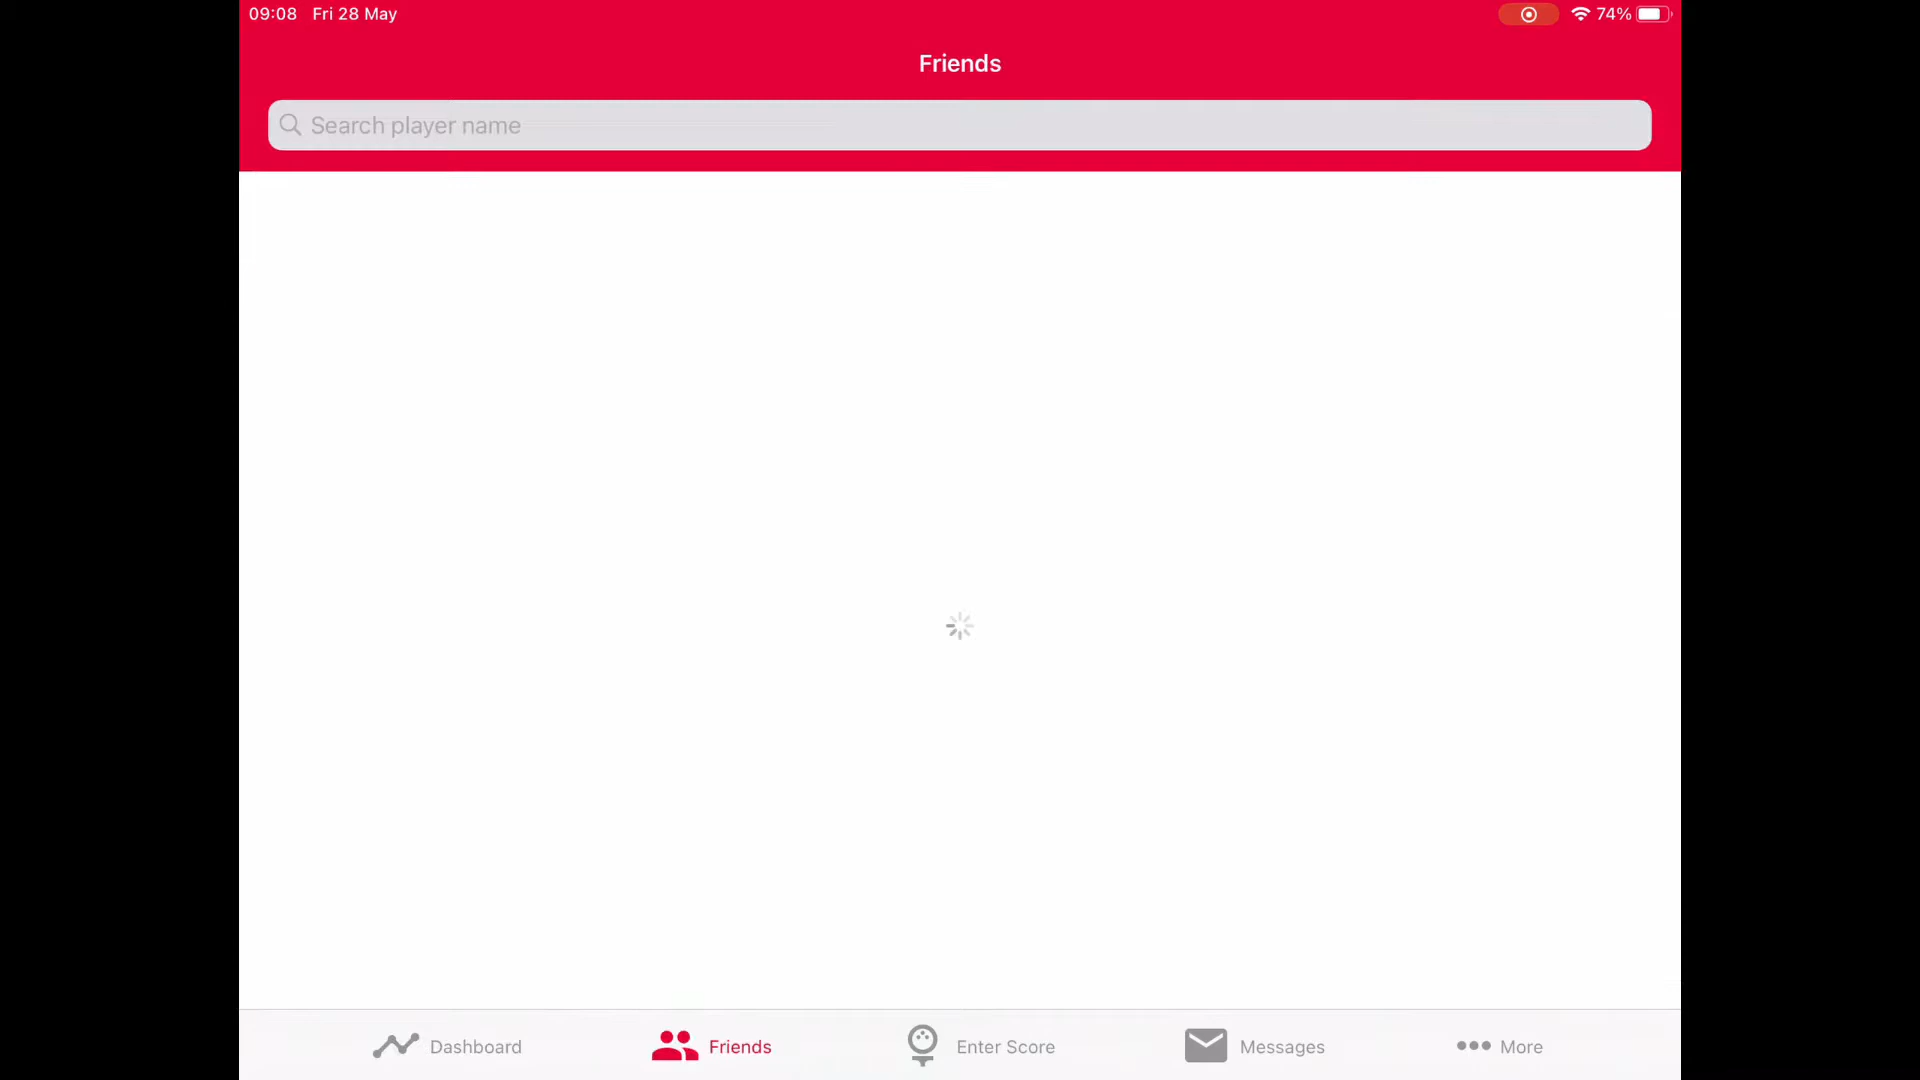 09:08 Fri 28 May 74%
Friends
Search player name
Dashboard Friends Enter Score Messages More